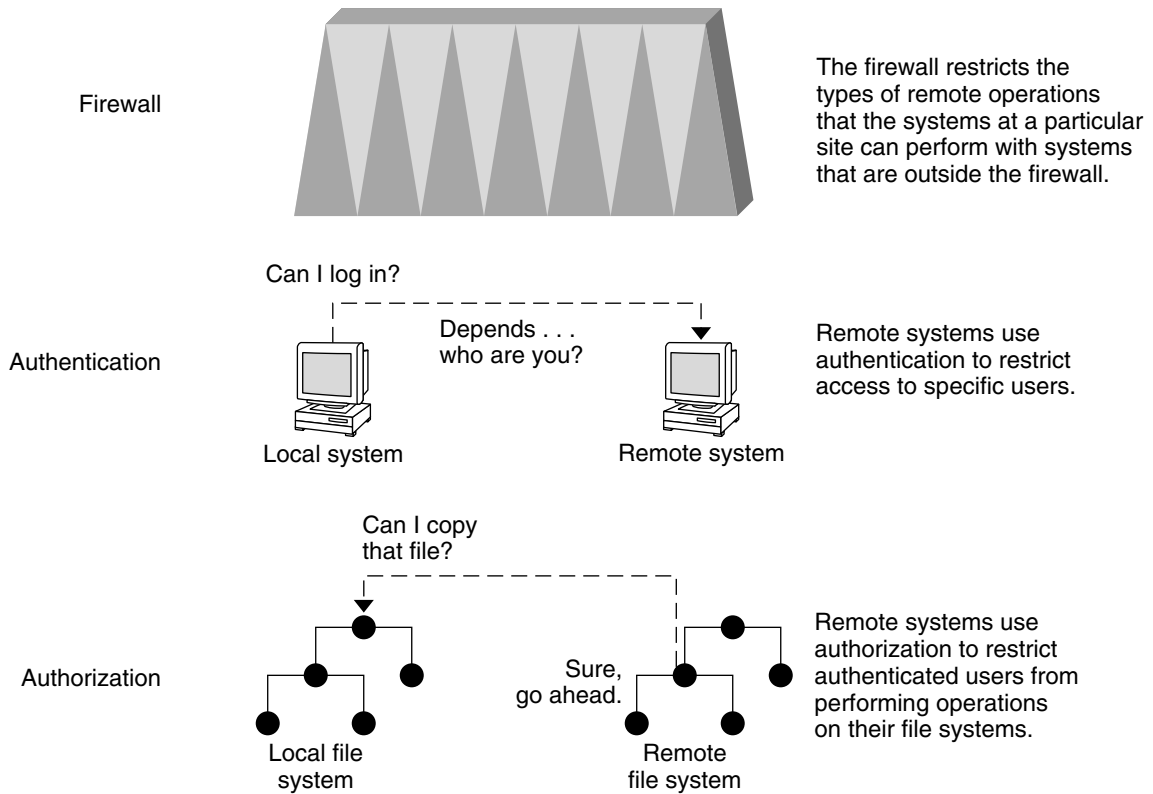 Firewall
The firewall restricts the
types of remote operations
that the systems at a particular
site can perform with systems
that are outside the firewall.
Can I log in?
Depends . . .
who are you?
Authentication
Local system
Remote system
Remote systems use
authentication to restrict
access to specific users.
Can I copy
that file?
Authorization
Sure,
go ahead.
Local file
system
Remote
file system
Remote systems use
authorization to restrict
authenticated users from
performing operations
on their file systems.